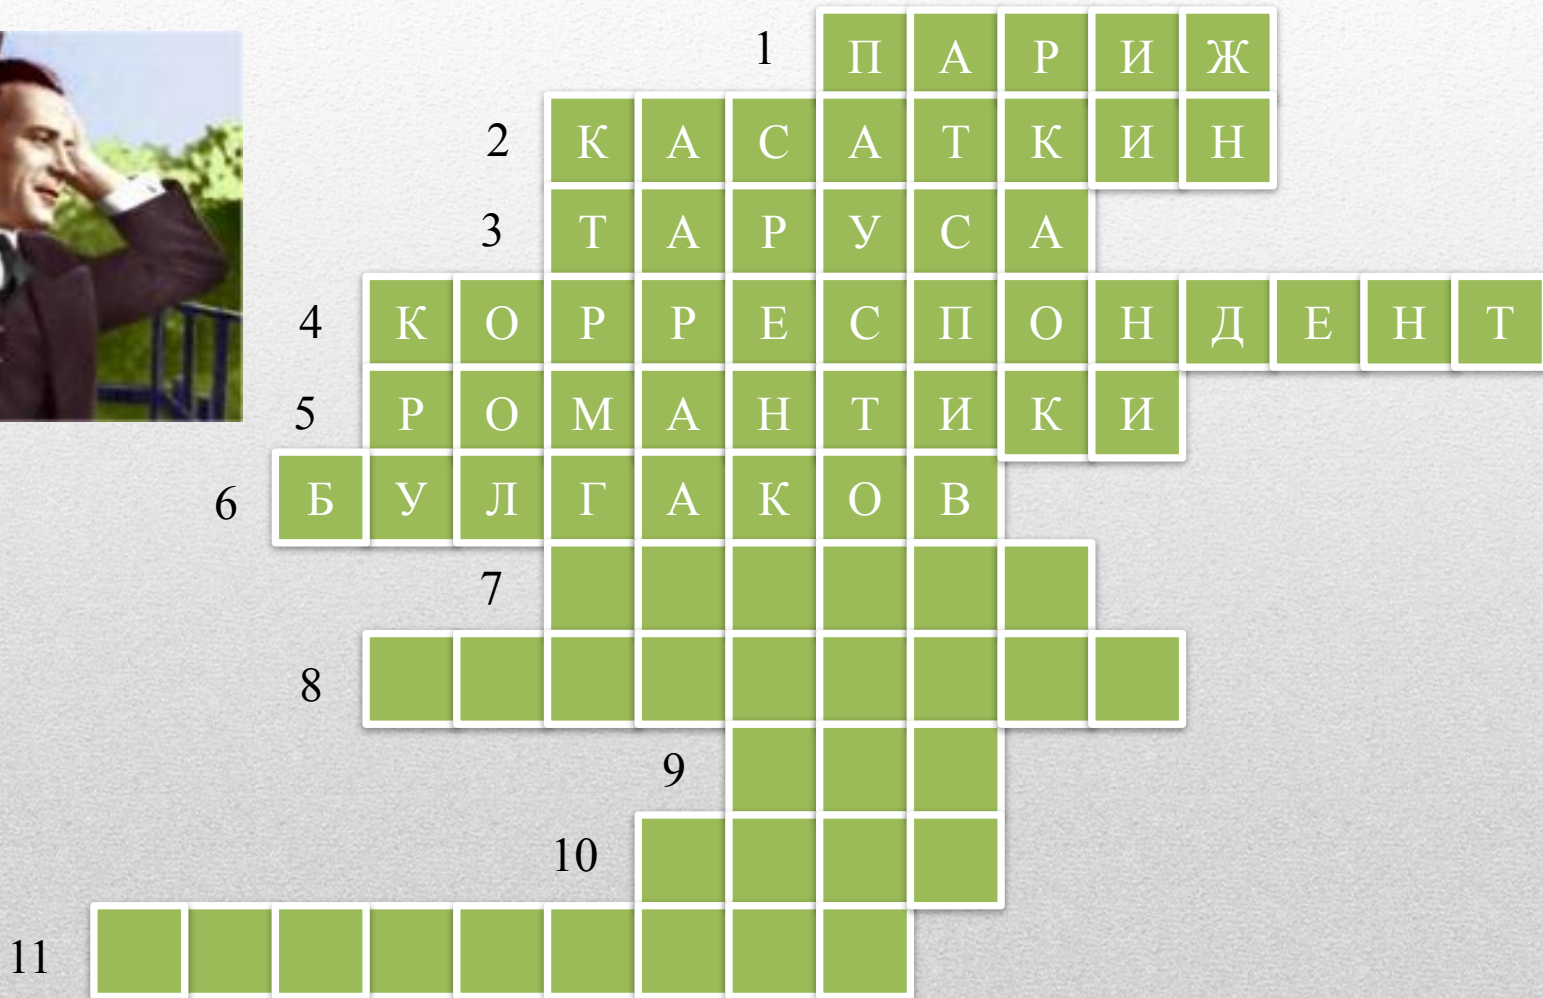 1 ПАРИЖ
2 КАСАТКИН
3 ТАРУСА
4 КОРРЕСПОНДЕНТ
5 РОМАНТИКИ
6 БУЛГАКОВ
7
8
9
10
11